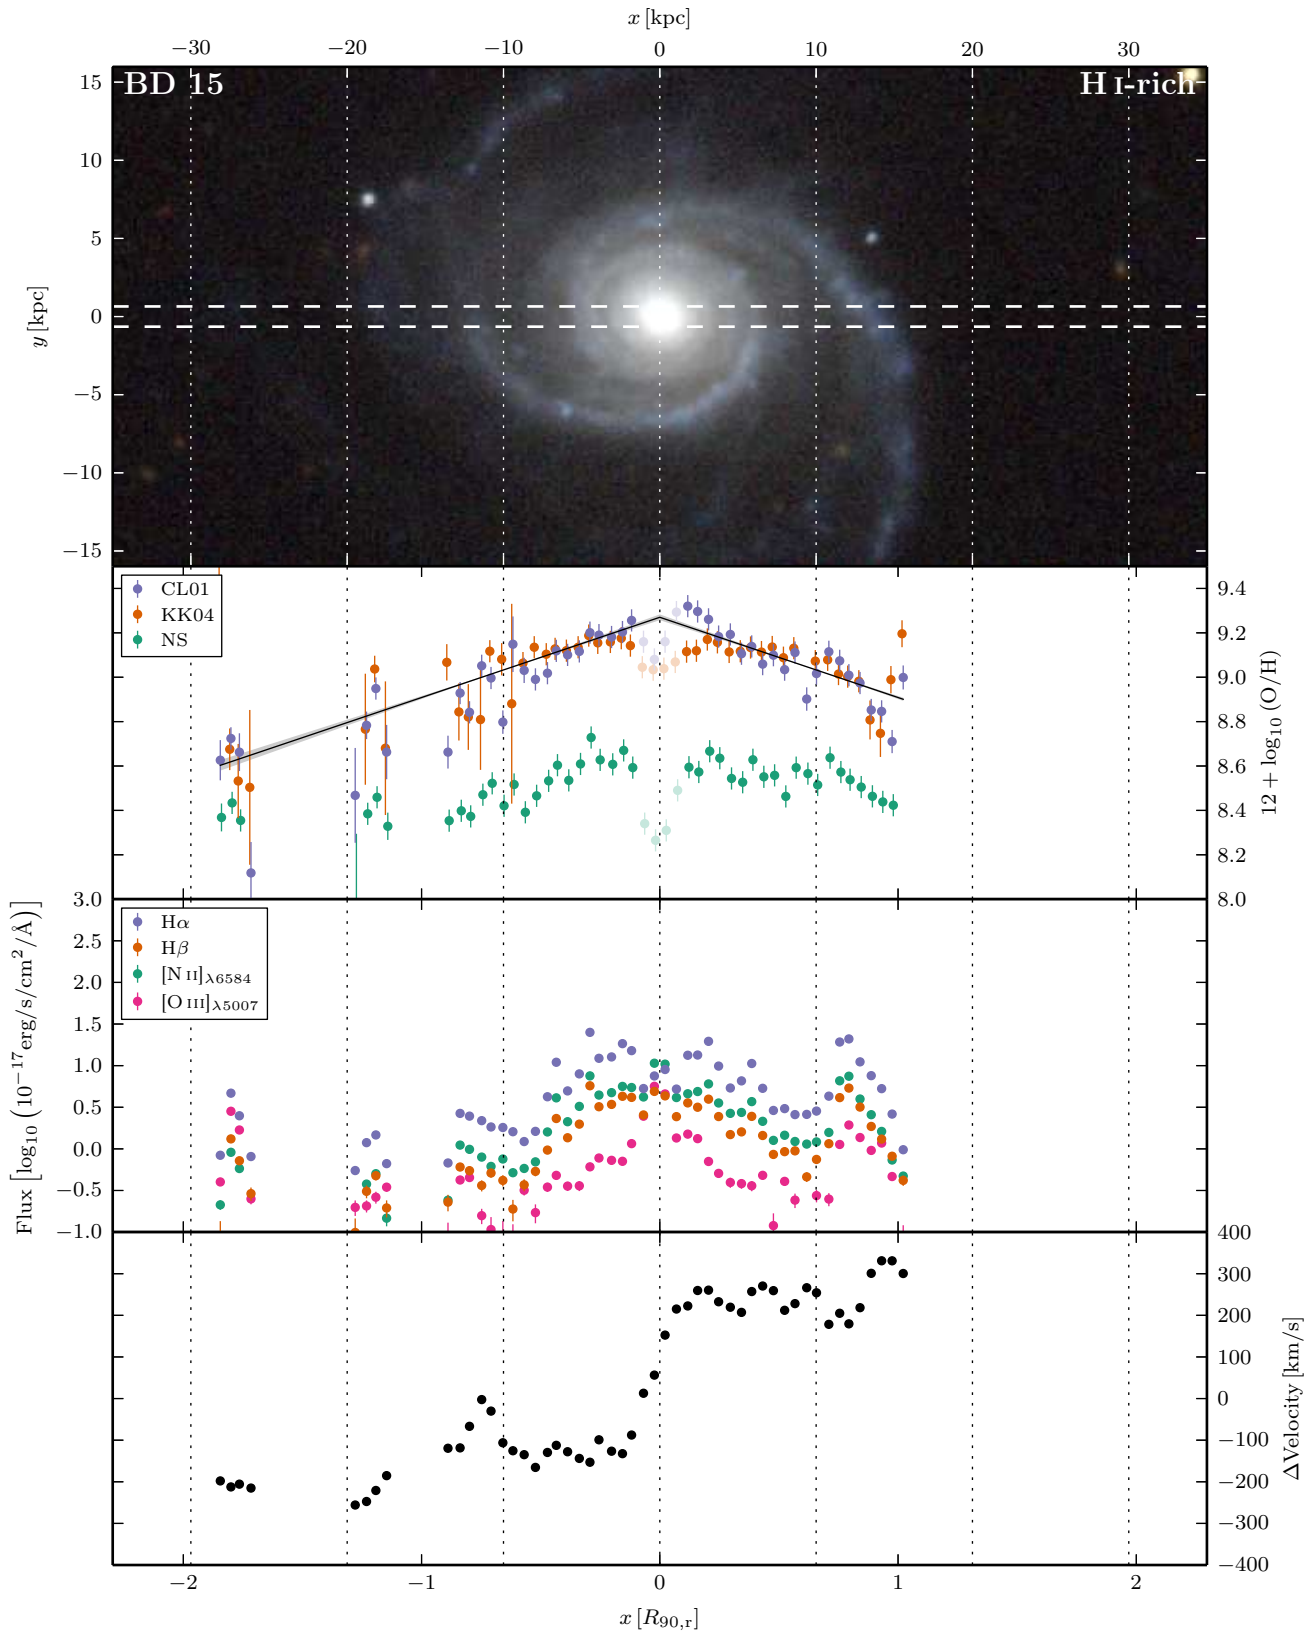 x [kpc]
−30 −20 −10 0 10 20 30
BD 15
H I-rich
15
10
5
0
−5
−10
−15
y [kpc]
CL01
KK04
NS
9.4
9.2
9.0
8.8
8.6
8.4
8.2
8.0
12 + log₁₀ (O/H)
Hα
Hβ
[N II]λ6584
[O III]λ5007
3.0
2.5
2.0
1.5
1.0
0.5
0.0
−0.5
−1.0
Flux [log₁₀ (10⁻¹⁷erg/s/cm²/Å)]
400
300
200
100
0
−100
−200
−300
−400
ΔVelocity [km/s]
−2 −1 0 1 2
x [R₉₀,ᵣ]